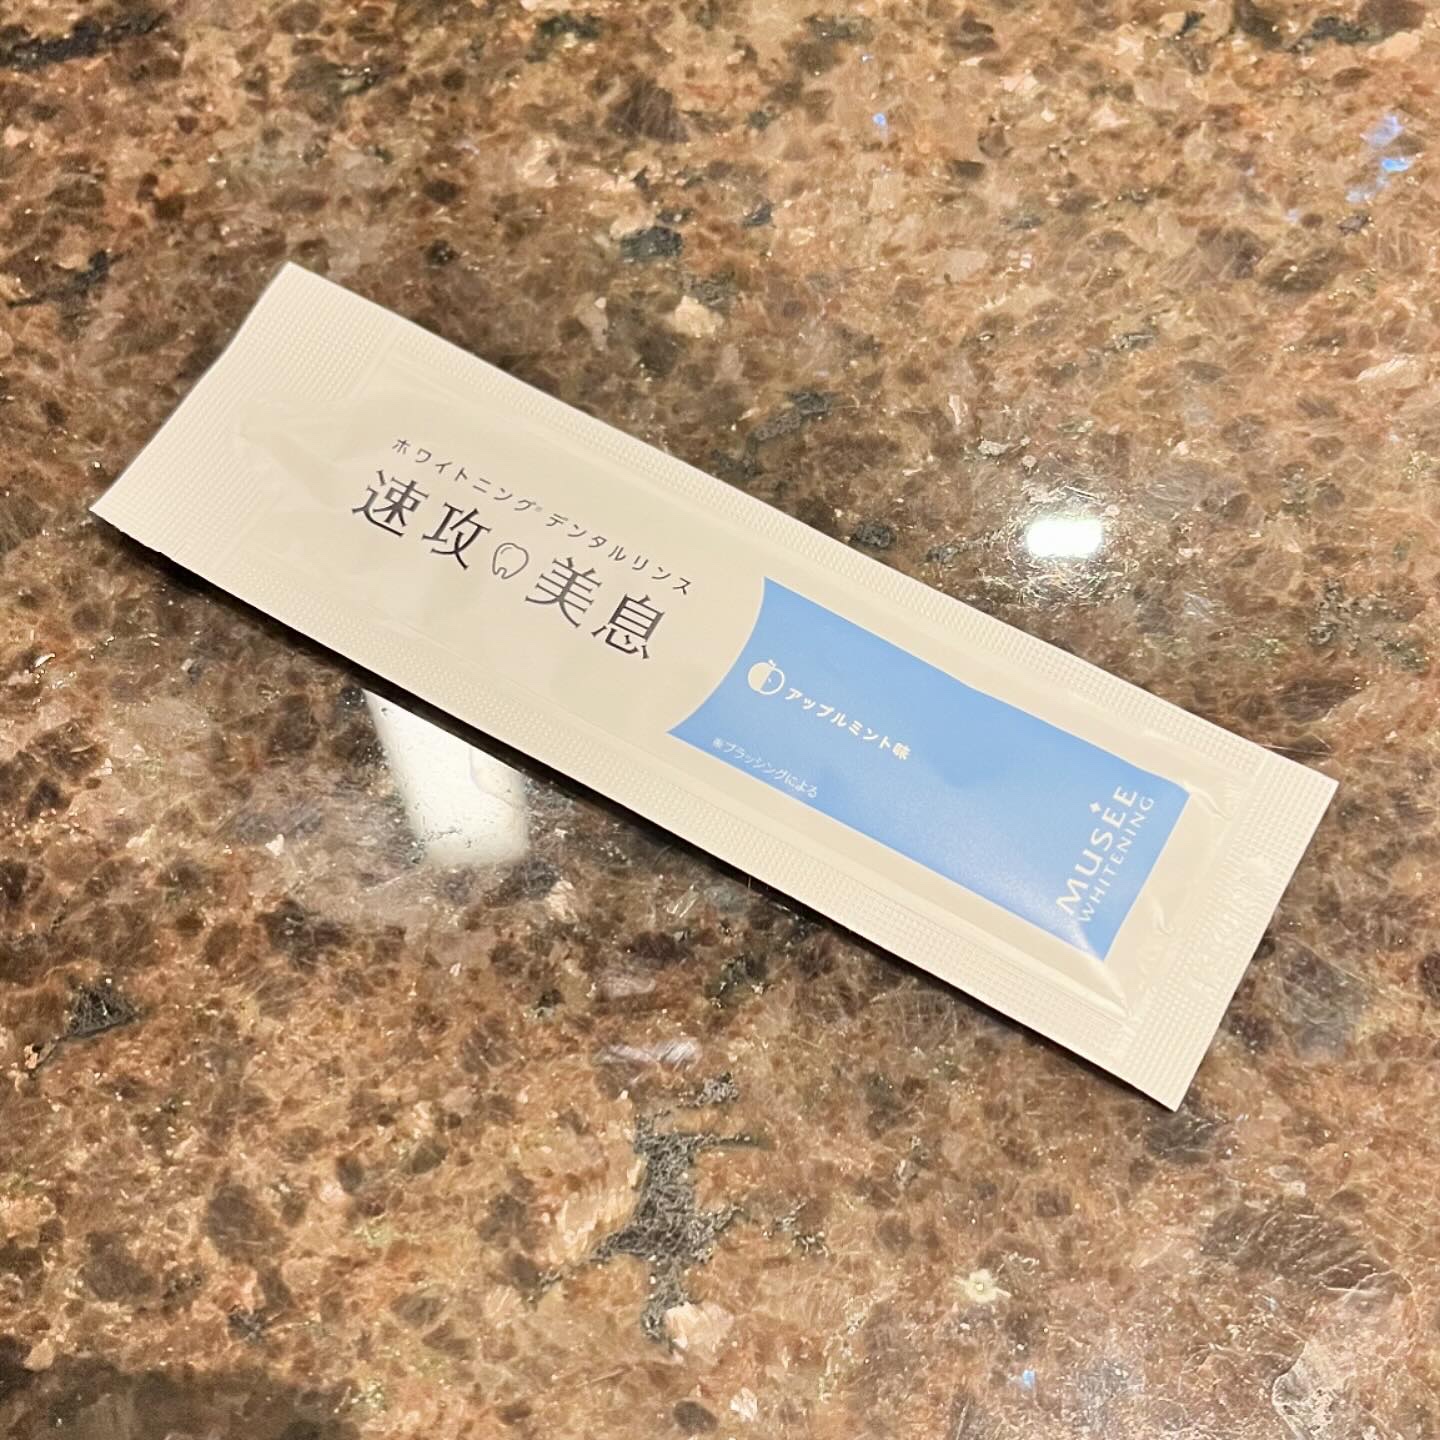 ホワイトニング※デンタルリンス
速攻美息
アップルミント味
※ブラッシングによる
MUSÉE
WHITENING